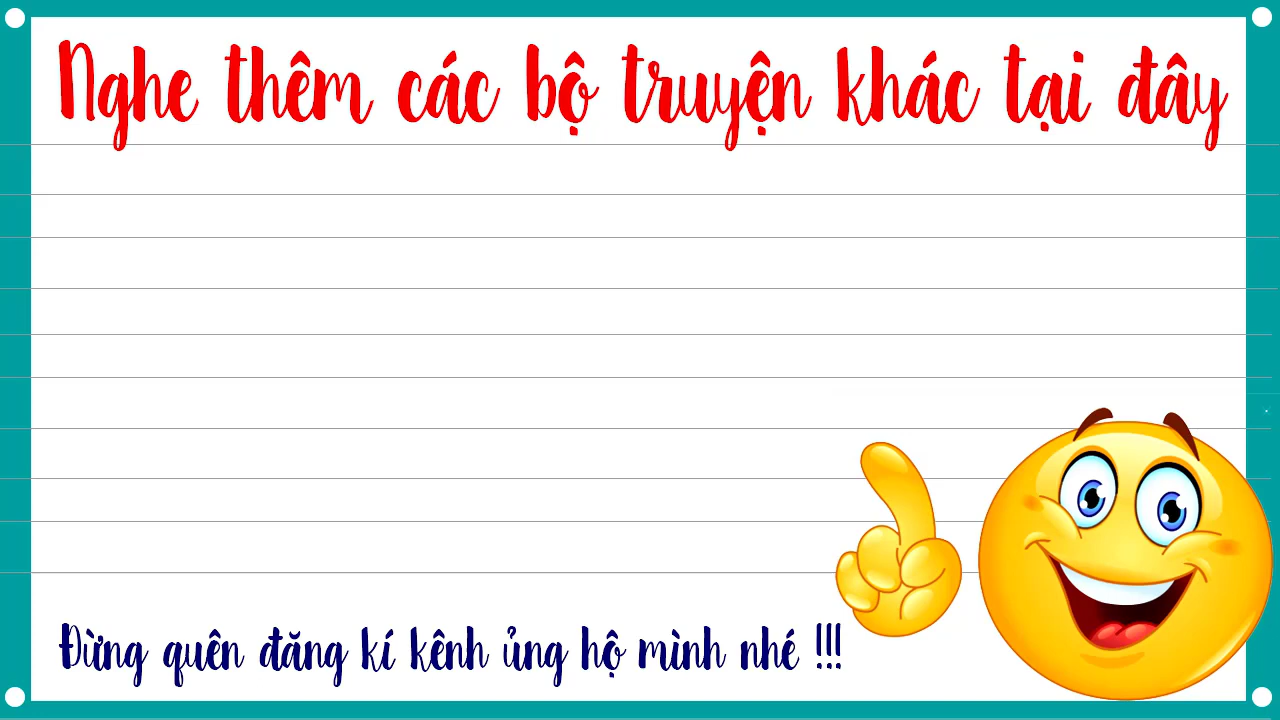 Nghe thêm các bộ truyện khác tại đây
Đừng quên đăng kí kênh ủng hộ mình nhé !!!